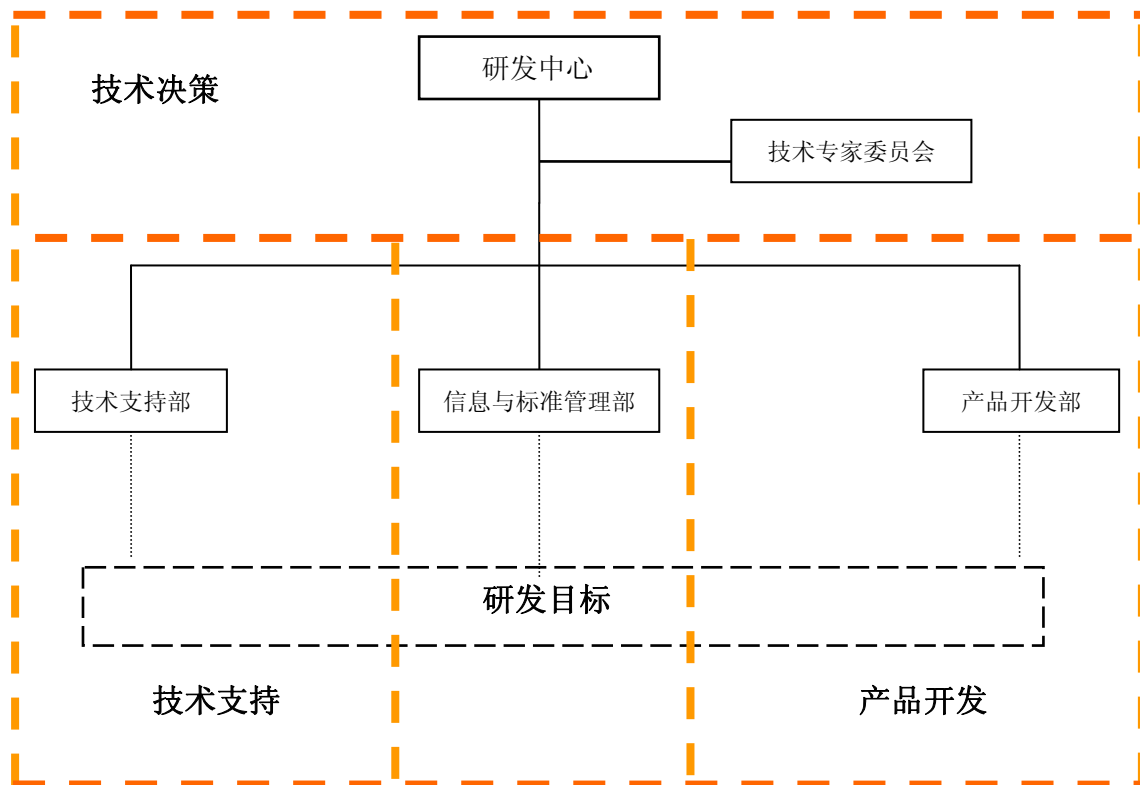 研发中心
技术决策
技术专家委员会
技术支持部
信息与标准管理部
产品开发部
研发目标
技术支持
产品开发